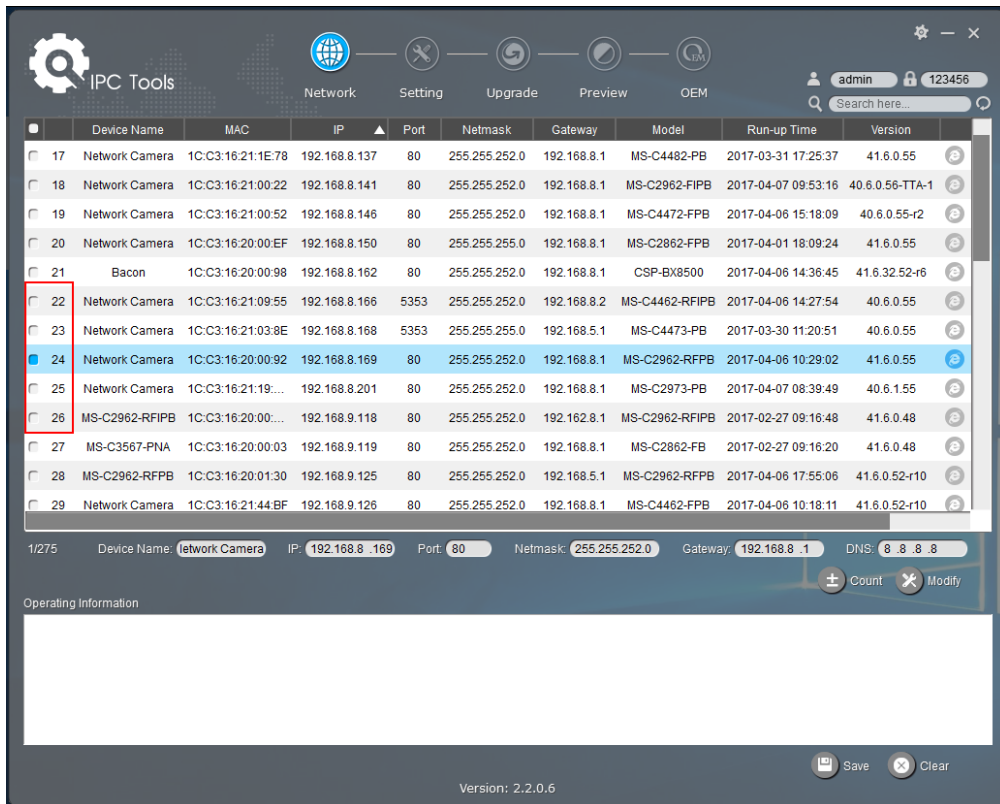 IPC Tools
Network Setting Upgrade Preview OEM
admin 123456
Search here...
Device Name MAC IP Port Netmask Gateway Model Run-up Time Version
17 Network Camera 1C:C3:16:21:1E:78 192.168.8.137 80 255.255.252.0 192.168.8.1 MS-C4482-PB 2017-03-31 17:25:37 41.6.0.55
18 Network Camera 1C:C3:16:21:00:22 192.168.8.141 80 255.255.252.0 192.168.8.1 MS-C2962-FIPB 2017-04-07 09:53:16 40.6.0.56-TTA-1
19 Network Camera 1C:C3:16:21:00:52 192.168.8.146 80 255.255.252.0 192.168.8.1 MS-C4472-FPB 2017-04-06 15:18:09 40.6.0.55-r2
20 Network Camera 1C:C3:16:20:00:EF 192.168.8.150 80 255.255.255.0 192.168.8.1 MS-C2862-FPB 2017-04-01 18:09:24 41.6.0.55
21 Bacon 1C:C3:16:20:00:98 192.168.8.162 80 255.255.252.0 192.168.8.1 CSP-BX8500 2017-04-06 14:36:45 41.6.32.52-r6
22 Network Camera 1C:C3:16:21:09:55 192.168.8.166 5353 255.255.252.0 192.168.8.2 MS-C4462-RFIPB 2017-04-06 14:27:54 40.6.0.55
23 Network Camera 1C:C3:16:21:03:8E 192.168.8.168 5353 255.255.255.0 192.168.5.1 MS-C4473-PB 2017-03-30 11:20:51 40.6.0.55
24 Network Camera 1C:C3:16:20:00:92 192.168.8.169 80 255.255.252.0 192.168.8.1 MS-C2962-RFPB 2017-04-06 10:29:02 41.6.0.55
25 Network Camera 1C:C3:16:21:19:... 192.168.8.201 80 255.255.252.0 192.168.8.1 MS-C2973-PB 2017-04-07 08:39:49 40.6.1.55
26 MS-C2962-RFIPB 1C:C3:16:20:00:... 192.168.9.118 80 255.255.252.0 192.162.8.1 MS-C2962-RFIPB 2017-02-27 09:16:48 41.6.0.48
27 MS-C3567-PNA 1C:C3:16:20:00:03 192.168.9.119 80 255.255.252.0 192.168.8.1 MS-C2862-FB 2017-02-27 09:16:20 41.6.0.48
28 MS-C2962-RFPB 1C:C3:16:20:01:30 192.168.9.125 80 255.255.252.0 192.168.5.1 MS-C2962-RFPB 2017-04-06 17:55:06 41.6.0.52-r10
29 Network Camera 1C:C3:16:21:44:BF 192.168.9.126 80 255.255.252.0 192.168.8.1 MS-C4462-FPB 2017-04-06 10:18:11 41.6.0.52-r10
1/275 Device Name: letwork Camera IP: 192.168.8 .169 Port: 80 Netmask: 255.255.252.0 Gateway: 192.168.8 .1 DNS: 8 .8 .8 .8
Count Modify
Operating Information
Save Clear
Version: 2.2.0.6